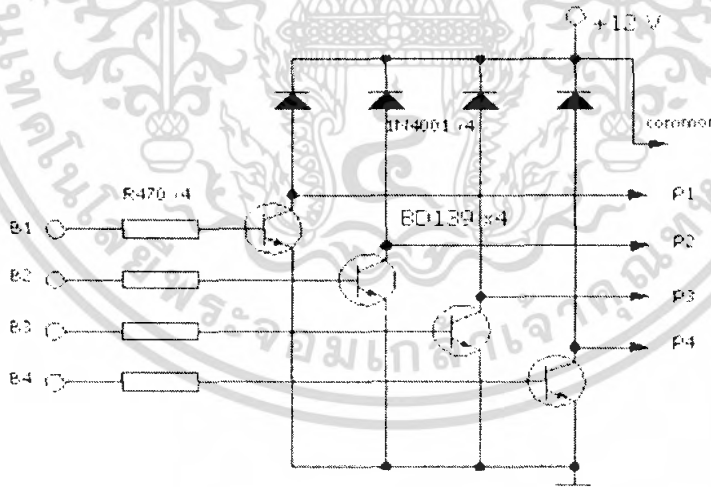 +12 V
1N4001 x4
common
R470 x4
P1
B1
BD139 x4
P2
B2
P3
B3
P4
B4